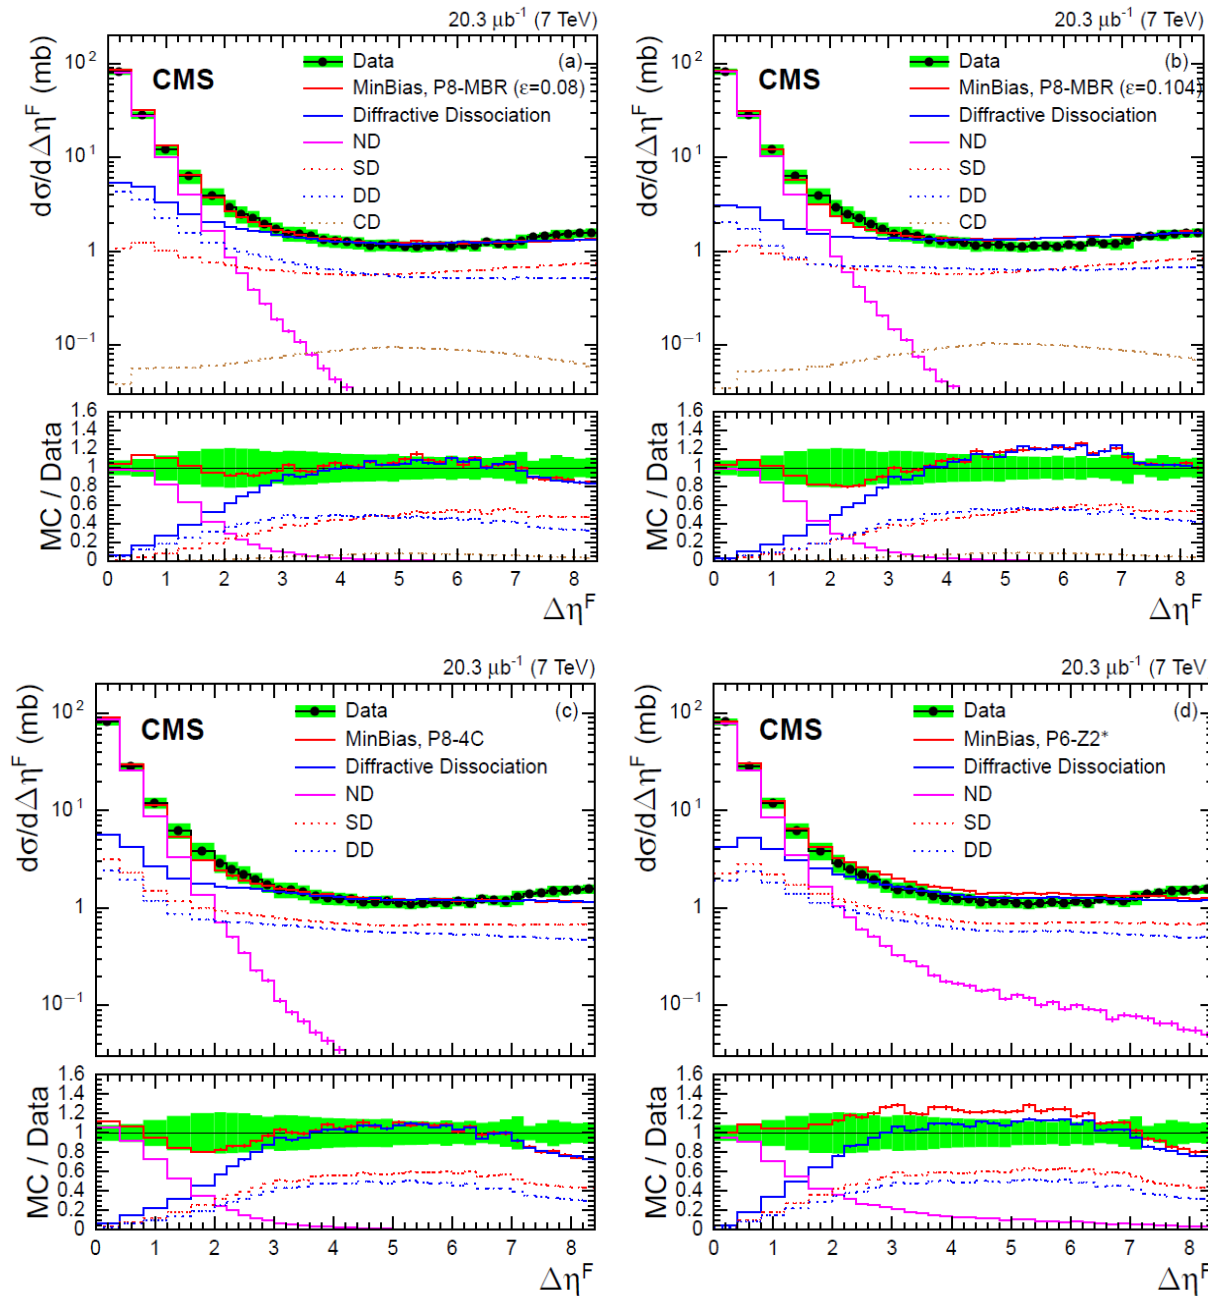 20.3 μb⁻¹ (7 TeV)
dσ/dΔη^F (mb)
10²
10
1
10⁻¹
CMS
(a)
Data
MinBias, P8-MBR (ε=0.08)
Diffractive Dissociation
ND
SD
DD
CD
MC / Data
1.6
1.4
1.2
1
0.8
0.6
0.4
0.2
0
0 1 2 3 4 5 6 7 8
Δη^F
20.3 μb⁻¹ (7 TeV)
dσ/dΔη^F (mb)
10²
10
1
10⁻¹
CMS
(b)
Data
MinBias, P8-MBR (ε=0.104)
Diffractive Dissociation
ND
SD
DD
CD
MC / Data
1.6
1.4
1.2
1
0.8
0.6
0.4
0.2
0
0 1 2 3 4 5 6 7 8
Δη^F
20.3 μb⁻¹ (7 TeV)
dσ/dΔη^F (mb)
10²
10
1
10⁻¹
CMS
(c)
Data
MinBias, P8-4C
Diffractive Dissociation
ND
SD
DD
MC / Data
1.6
1.4
1.2
1
0.8
0.6
0.4
0.2
0
0 1 2 3 4 5 6 7 8
Δη^F
20.3 μb⁻¹ (7 TeV)
dσ/dΔη^F (mb)
10²
10
1
10⁻¹
CMS
(d)
Data
MinBias, P6-Z2*
Diffractive Dissociation
ND
SD
DD
MC / Data
1.6
1.4
1.2
1
0.8
0.6
0.4
0.2
0
0 1 2 3 4 5 6 7 8
Δη^F